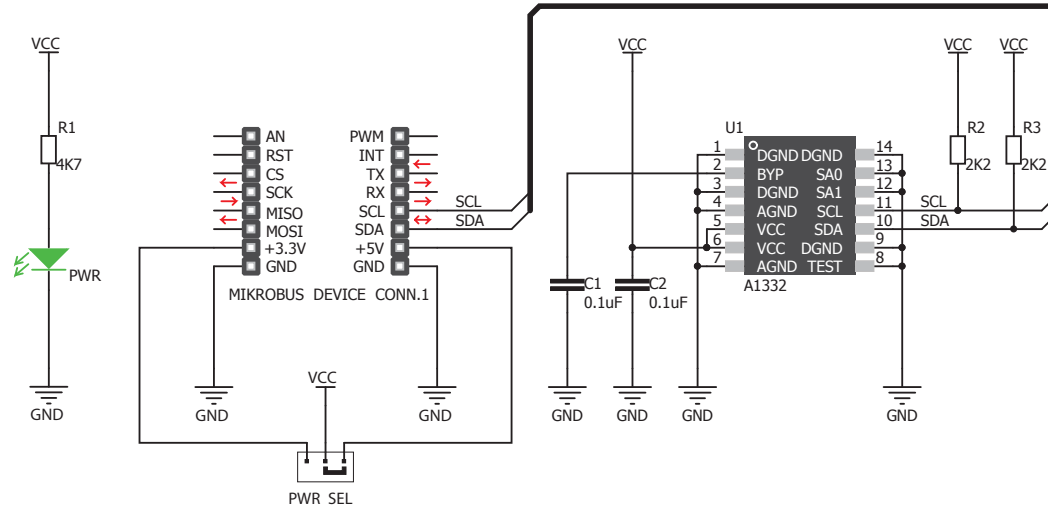 VCC
R1
4K7
PWR
GND
AN
RST
CS
SCK
MISO
MOSI
+3.3V
GND
PWM
INT
TX
RX
SCL
SDA
+5V
GND
SCL
SDA
MIKROBUS DEVICE CONN.1
GND
GND
VCC
PWR SEL
VCC
C1
0.1uF
C2
0.1uF
GND
GND
GND
GND
U1
1 DGND DGND 14
2 BYP SA0 13
3 DGND SA1 12
4 AGND SCL 11
5 VCC SDA 10
6 VCC DGND 9
7 AGND TEST 8
A1332
SCL
SDA
VCC
VCC
R2
2K2
R3
2K2